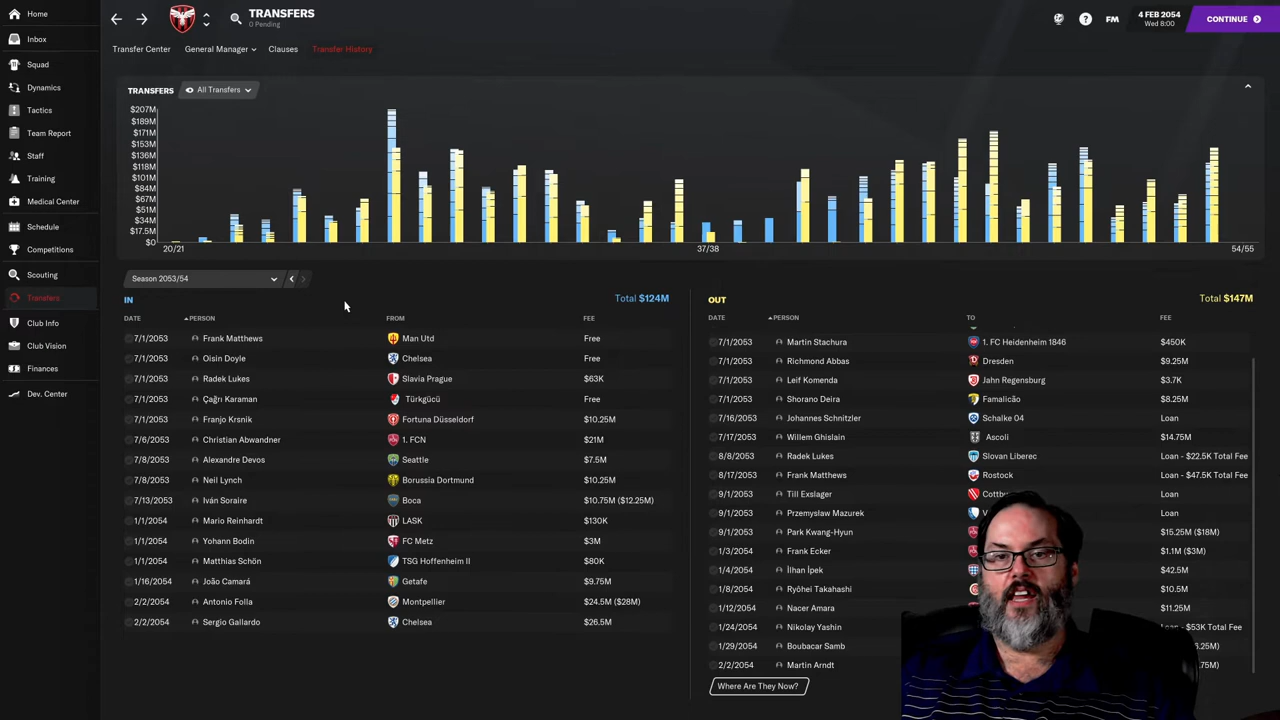 Home
Inbox
Squad
Dynamics
Tactics
Team Report
Staff
Training
Medical Center
Schedule
Competitions
Scouting
Transfers
Club Info
Club Vision
Finances
Dev. Center
TRANSFERS
0 Pending
FM
4 FEB 2054
Wed 8:00
CONTINUE
Transfer Center General Manager Clauses Transfer History
TRANSFERS All Transfers
$207M
$189M
$171M
$153M
$136M
$118M
$101M
$84M
$67M
$51M
$34M
$17.5M
$0
20/21 37/38 54/55
Season 2053/54
IN Total $124M
DATE PERSON FROM FEE
7/1/2053 Frank Matthews Man Utd Free
7/1/2053 Oisin Doyle Chelsea Free
7/1/2053 Radek Lukes Slavia Prague $63K
7/1/2053 Çağrı Karaman Türkgücü Free
7/1/2053 Franjo Krsnik Fortuna Düsseldorf $10.25M
7/6/2053 Christian Abwandner 1. FCN $21M
7/8/2053 Alexandre Devos Seattle $7.5M
7/8/2053 Neil Lynch Borussia Dortmund $10.25M
7/13/2053 Iván Soraire Boca $10.75M ($12.25M)
1/1/2054 Mario Reinhardt LASK $130K
1/1/2054 Yohann Bodin FC Metz $3M
1/1/2054 Matthias Schön TSG Hoffenheim II $80K
1/16/2054 João Camará Getafe $9.75M
2/2/2054 Antonio Folla Montpellier $24.5M ($28M)
2/2/2054 Sergio Gallardo Chelsea $26.5M
OUT Total $147M
DATE PERSON TO FEE
7/1/2053 Martin Stachura 1. FC Heidenheim 1846 $450K
7/1/2053 Richmond Abbas Dresden $9.25M
7/1/2053 Leif Komenda Jahn Regensburg $3.7K
7/1/2053 Shorano Deira Famalicão $8.25M
7/16/2053 Johannes Schnitzler Schalke 04 Loan
7/17/2053 Willem Ghislain Ascoli $14.75M
8/8/2053 Radek Lukes Slovan Liberec Loan - $22.5K Total Fee
8/17/2053 Frank Matthews Rostock Loan - $47.5K Total Fee
9/1/2053 Till Exslager Loan
9/1/2053 Przemyslaw Mazurek Loan
9/1/2053 Park Kwang-Hyun $15.25M ($18M)
1/3/2054 Frank Ecker $1.1M ($3M)
1/4/2054 İlhan İpek $42.5M
1/8/2054 Ryôhei Takahashi $10.5M
1/12/2054 Nacer Amara $11.25M
1/24/2054 Nikolay Yashin - $53K Total Fee
1/29/2054 Boubacar Samb
2/2/2054 Martin Arndt
Where Are They Now?